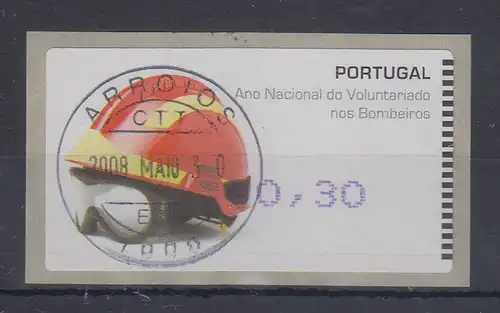 PORTUGAL
Ano Nacional do Voluntariado
nos Bombeiros
ARROIOS
CTT
2008 MAIO 30
0,30
E